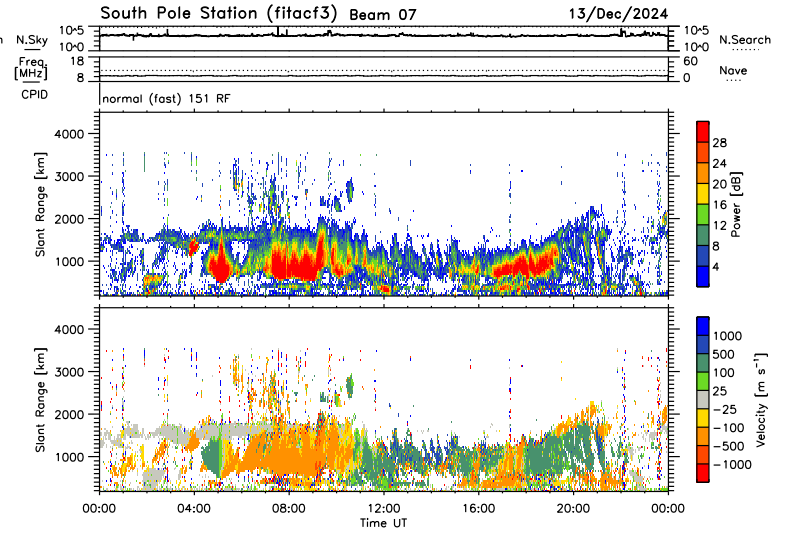 South Pole Station (fitacf3) Beam 07 13/Dec/2024
n N.Sky 10^5 10^0 10^5 10^0 N.Search
Freq. [MHz] 18 8 60 0 Nave
CPID normal (fast) 151 RF
Slant Range [km]
4000
3000
2000
1000
28
24
20
16
12
8
4
Power [dB]
Slant Range [km]
4000
3000
2000
1000
1000
500
100
25
-25
-100
-500
-1000
Velocity [m s⁻¹]
00:00 04:00 08:00 12:00 16:00 20:00 00:00
Time UT